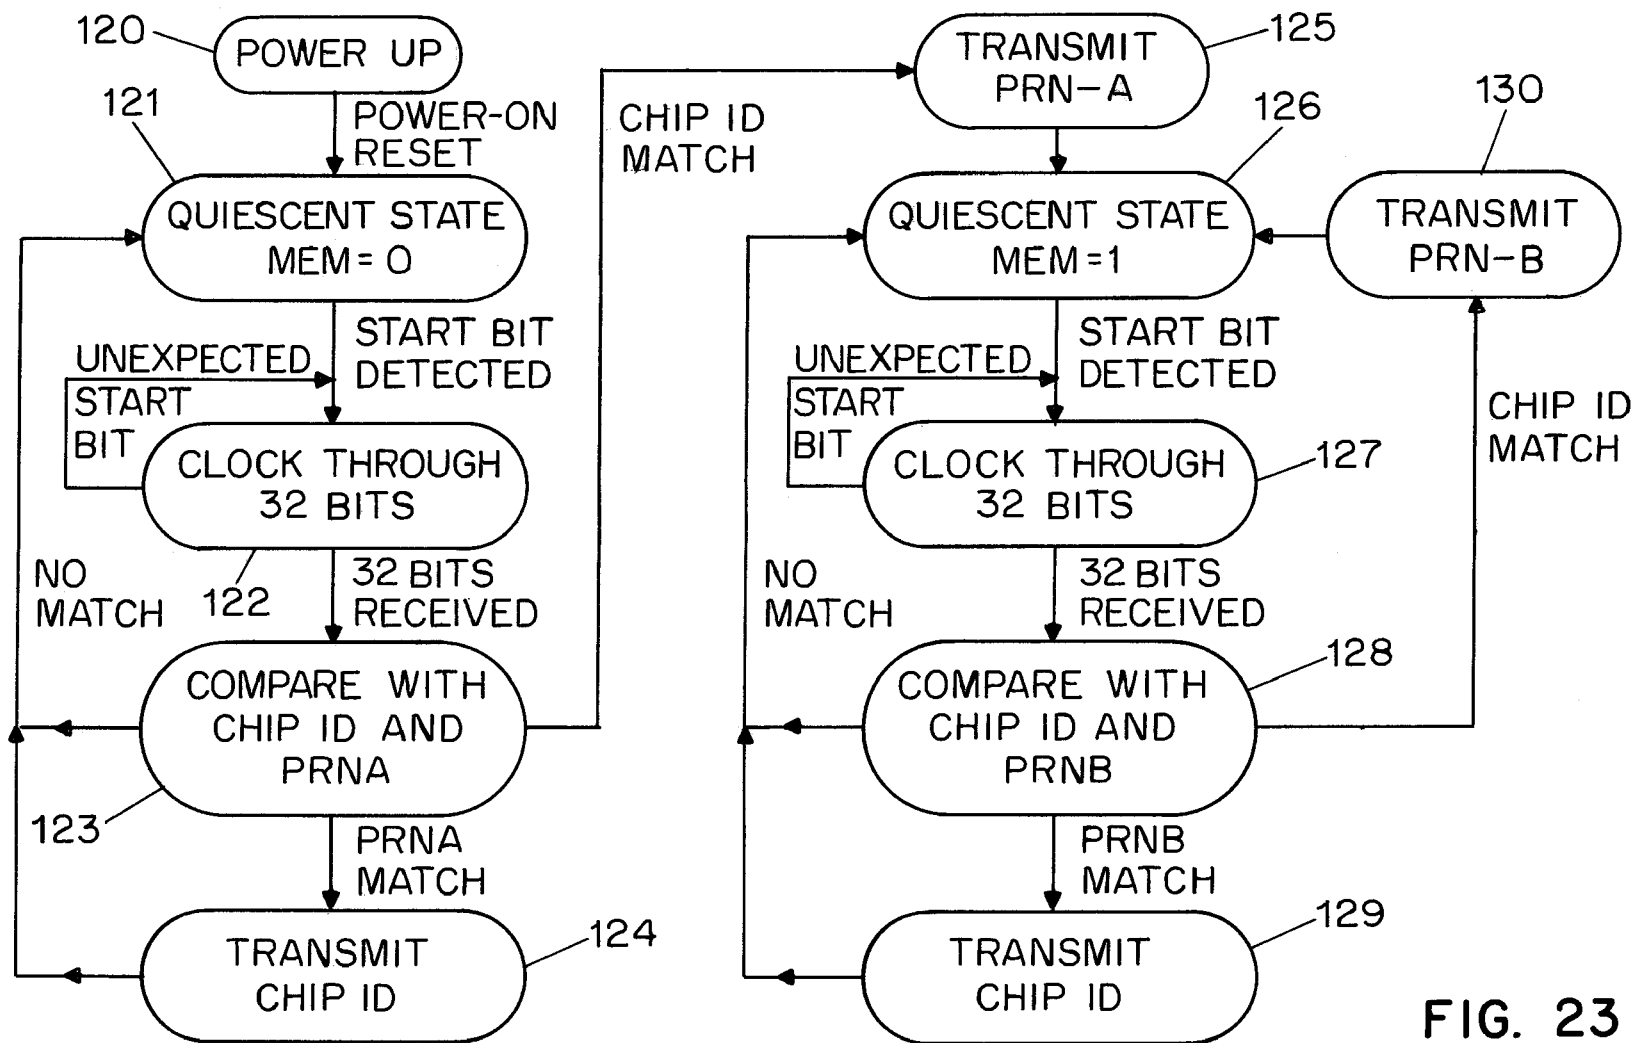 120
POWER UP
POWER-ON
RESET
121
QUIESCENT STATE
MEM = 0
START BIT
DETECTED
UNEXPECTED
START
BIT
CLOCK THROUGH
32 BITS
122
32 BITS
RECEIVED
NO
MATCH
COMPARE WITH
CHIP ID AND
PRNA
123
PRNA
MATCH
TRANSMIT
CHIP ID
124
CHIP ID
MATCH
TRANSMIT
PRN-A
125
126
QUIESCENT STATE
MEM = 1
130
TRANSMIT
PRN-B
START BIT
DETECTED
UNEXPECTED
START
BIT
CLOCK THROUGH
32 BITS
127
CHIP ID
MATCH
32 BITS
RECEIVED
NO
MATCH
COMPARE WITH
CHIP ID AND
PRNB
128
PRNB
MATCH
TRANSMIT
CHIP ID
129
FIG. 23